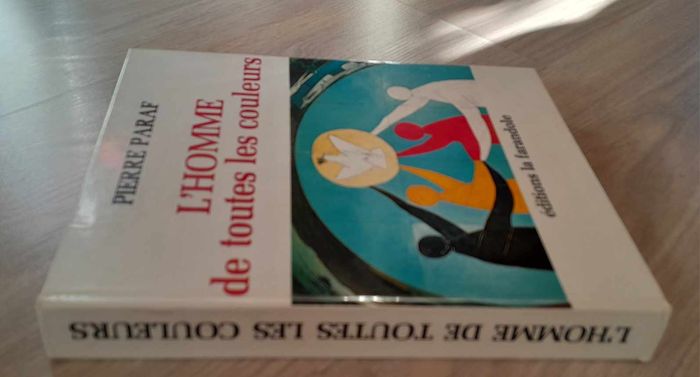 PIERRE PARAF
L'HOMME
de toutes les couleurs
éditions la farandole
L'HOMME DE TOUTES LES COULEURS